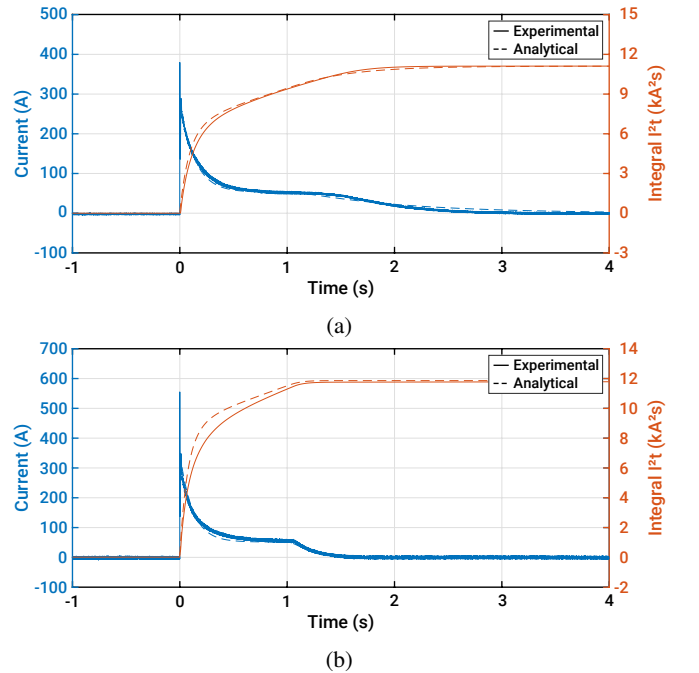 500
400
300
200
100
0
-100
Current (A)
15
12
9
6
3
0
-3
Integral I²t (kA²s)
Experimental
Analytical
-1 0 1 2 3 4
Time (s)
(a)
700
600
500
400
300
200
100
0
-100
Current (A)
14
12
10
8
6
4
2
0
-2
Integral I²t (kA²s)
Experimental
Analytical
-1 0 1 2 3 4
Time (s)
(b)